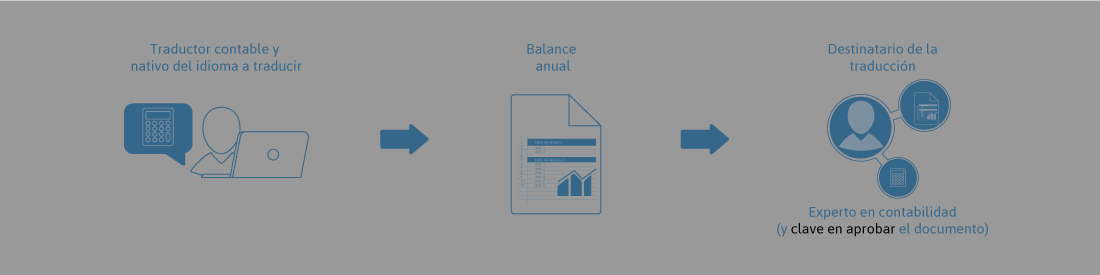 Traductor contable y
nativo del idioma a traducir
Balance
anual
Destinatario de la
traducción
Experto en contabilidad
(y clave en aprobar el documento)